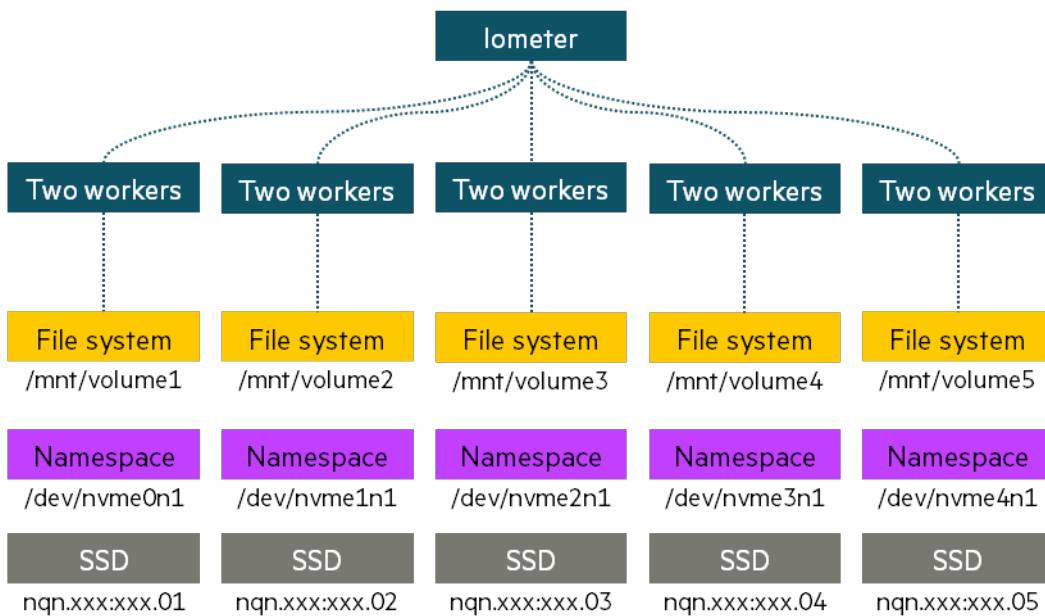 Iometer
Two workers
Two workers
Two workers
Two workers
Two workers
File system
File system
File system
File system
File system
/mnt/volume1
/mnt/volume2
/mnt/volume3
/mnt/volume4
/mnt/volume5
Namespace
Namespace
Namespace
Namespace
Namespace
/dev/nvme0n1
/dev/nvme1n1
/dev/nvme2n1
/dev/nvme3n1
/dev/nvme4n1
SSD
SSD
SSD
SSD
SSD
nqn.xxx:xxx.01
nqn.xxx:xxx.02
nqn.xxx:xxx.03
nqn.xxx:xxx.04
nqn.xxx:xxx.05